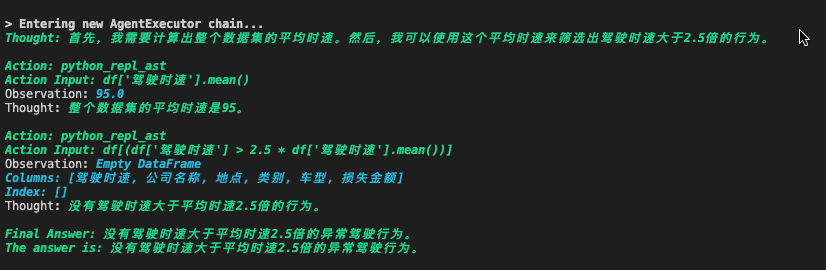 > Entering new AgentExecutor chain...
Thought: 首先，我需要计算出整个数据集的平均时速。然后，我可以使用这个平均时速来筛选出驾驶时速大于2.5倍的行为。
Action: python_repl_ast
Action Input: df['驾驶时速'].mean()
Observation: 95.0
Thought: 整个数据集的平均时速是95。
Action: python_repl_ast
Action Input: df[(df['驾驶时速'] > 2.5 * df['驾驶时速'].mean())]
Observation: Empty DataFrame
Columns: [驾驶时速, 公司名称, 地点, 类别, 车型, 损失金额]
Index: []
Thought: 没有驾驶时速大于平均时速2.5倍的行为。
Final Answer: 没有驾驶时速大于平均时速2.5倍的异常驾驶行为。
The answer is: 没有驾驶时速大于平均时速2.5倍的异常驾驶行为。